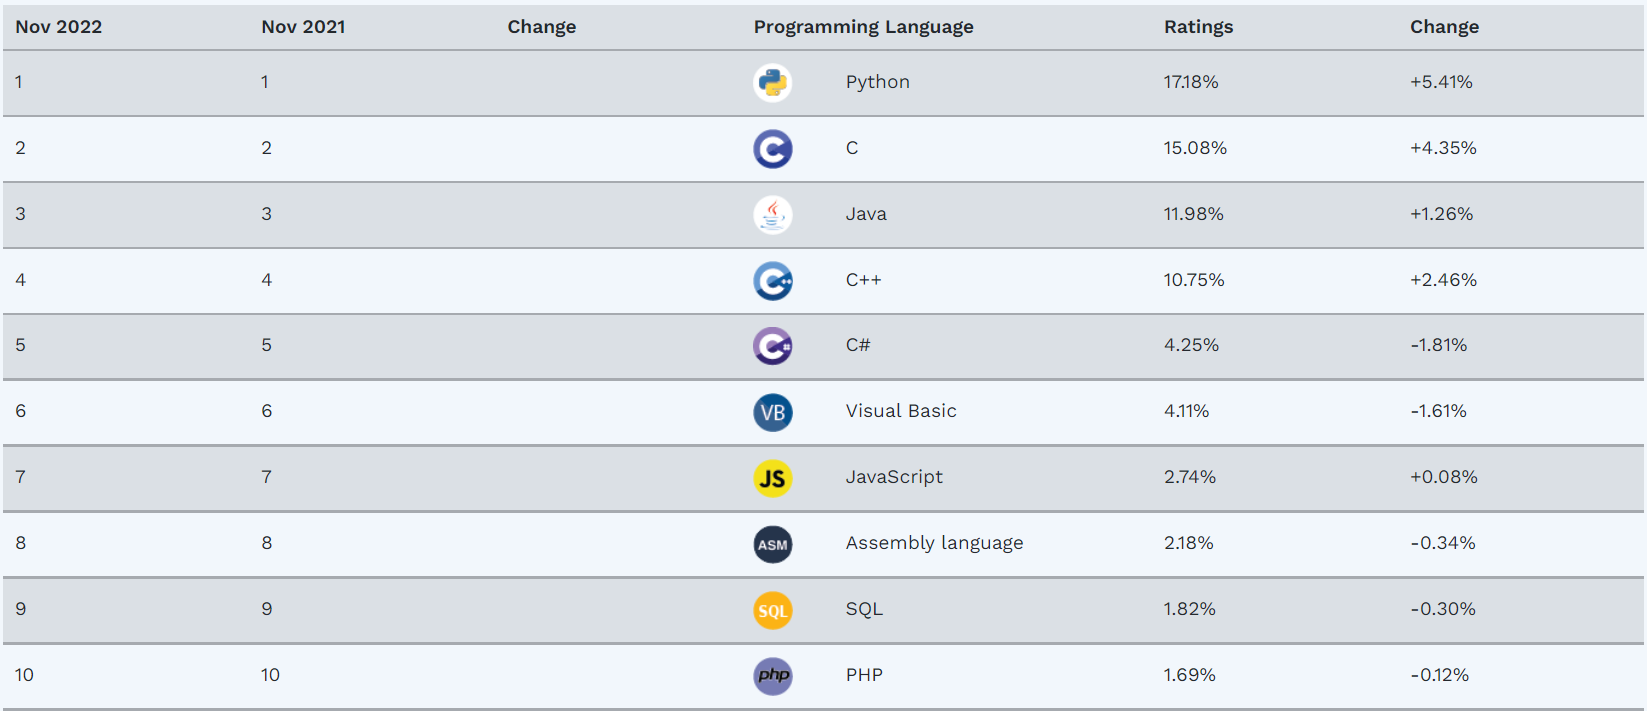 Nov 2022 Nov 2021 Change Programming Language Ratings Change
1 1 Python 17.18% +5.41%
2 2 C C 15.08% +4.35%
3 3 Java 11.98% +1.26%
4 4 C++ C++ 10.75% +2.46%
5 5 C# C# 4.25% -1.81%
6 6 VB Visual Basic 4.11% -1.61%
7 7 JS JavaScript 2.74% +0.08%
8 8 ASM Assembly language 2.18% -0.34%
9 9 SQL SQL 1.82% -0.30%
10 10 php PHP 1.69% -0.12%